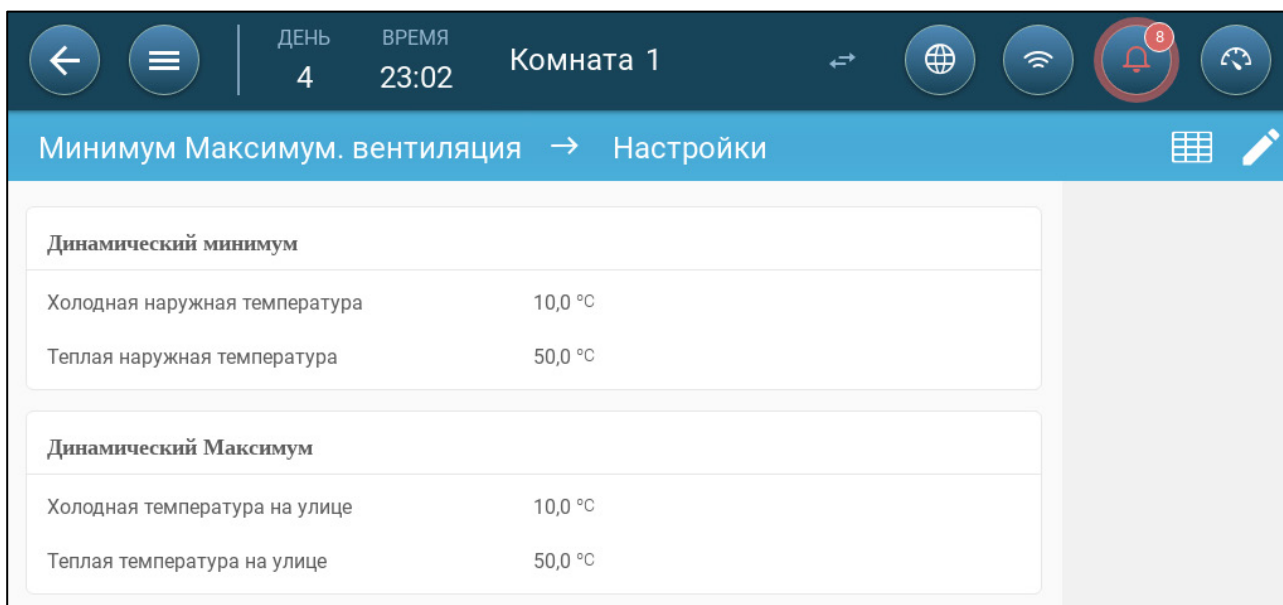 ДЕНЬ ВРЕМЯ
4 23:02 Комната 1 8
Минимум Максимум. вентиляция → Настройки
Динамический минимум
Холодная наружная температура 10,0 °C
Теплая наружная температура 50,0 °C
Динамический Максимум
Холодная температура на улице 10,0 °C
Теплая температура на улице 50,0 °C